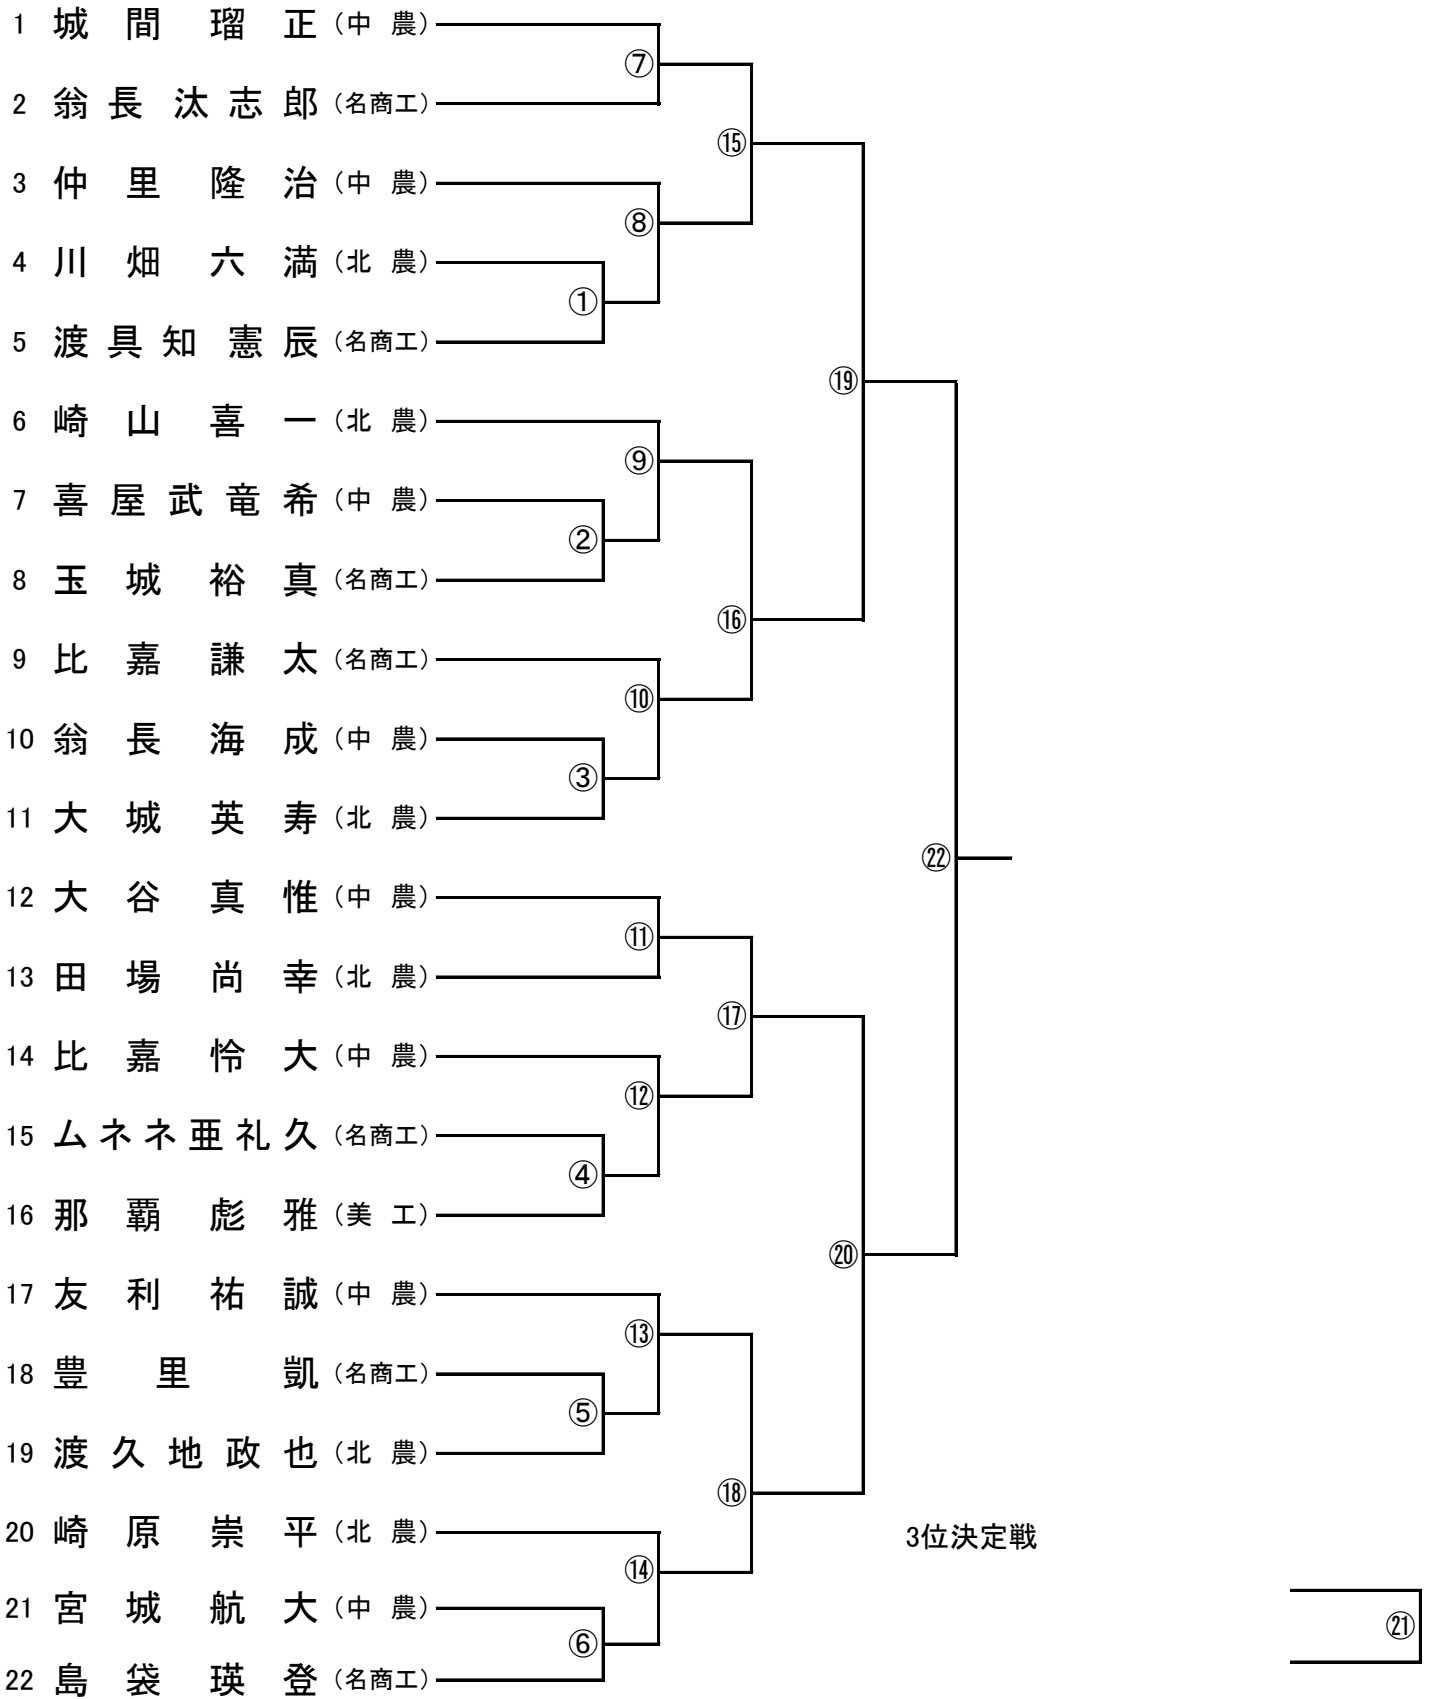 1 城間瑠正 (中 農)
⑦
2 翁長汰志郎 (名商工)
⑮
3 仲里隆治 (中 農)
⑧
4 川畑六満 (北 農)
①
5 渡具知憲辰 (名商工)
⑲
6 崎山喜一 (北 農)
⑨
7 喜屋武竜希 (中 農)
②
8 玉城裕真 (名商工)
⑯
9 比嘉謙太 (名商工)
⑩
10 翁長海成 (中 農)
③
11 大城英寿 (北 農)
㉒
12 大谷真惟 (中 農)
⑪
13 田場尚幸 (北 農)
⑰
14 比嘉怜大 (中 農)
⑫
15 ムネネ亜礼久 (名商工)
④
16 那覇彪雅 (美 工)
⑳
17 友利祐誠 (中 農)
⑬
18 豊里凱 (名商工)
⑤
19 渡久地政也 (北 農)
⑱
20 崎原崇平 (北 農)
3位決定戦
⑭
21 宮城航大 (中 農)
㉑
⑥
22 島袋瑛登 (名商工)